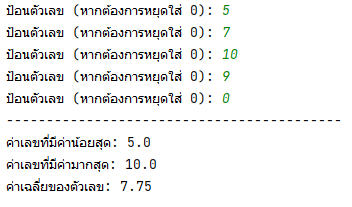 ป้อนตัวเลข (หากต้องการหยุดใส่ 0): 5
ป้อนตัวเลข (หากต้องการหยุดใส่ 0): 7
ป้อนตัวเลข (หากต้องการหยุดใส่ 0): 10
ป้อนตัวเลข (หากต้องการหยุดใส่ 0): 9
ป้อนตัวเลข (หากต้องการหยุดใส่ 0): 0
------------------------------------------
ค่าเลขที่มีค่าน้อยสุด: 5.0
ค่าเลขที่มีค่ามากสุด: 10.0
ค่าเฉลี่ยของตัวเลข: 7.75